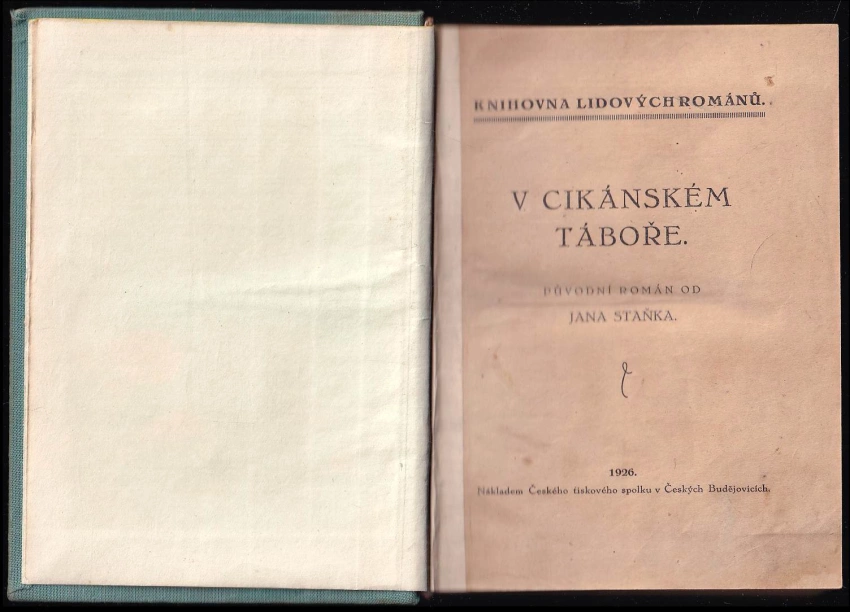 KNIHOVNA LIDOVÝCH ROMÁNŮ.
V CIKÁNSKÉM
TÁBOŘE.
PŮVODNÍ ROMÁN OD
JANA STAŇKA.
1926.
Nákladem Českého tiskového spolku v Českých Budějovicích.